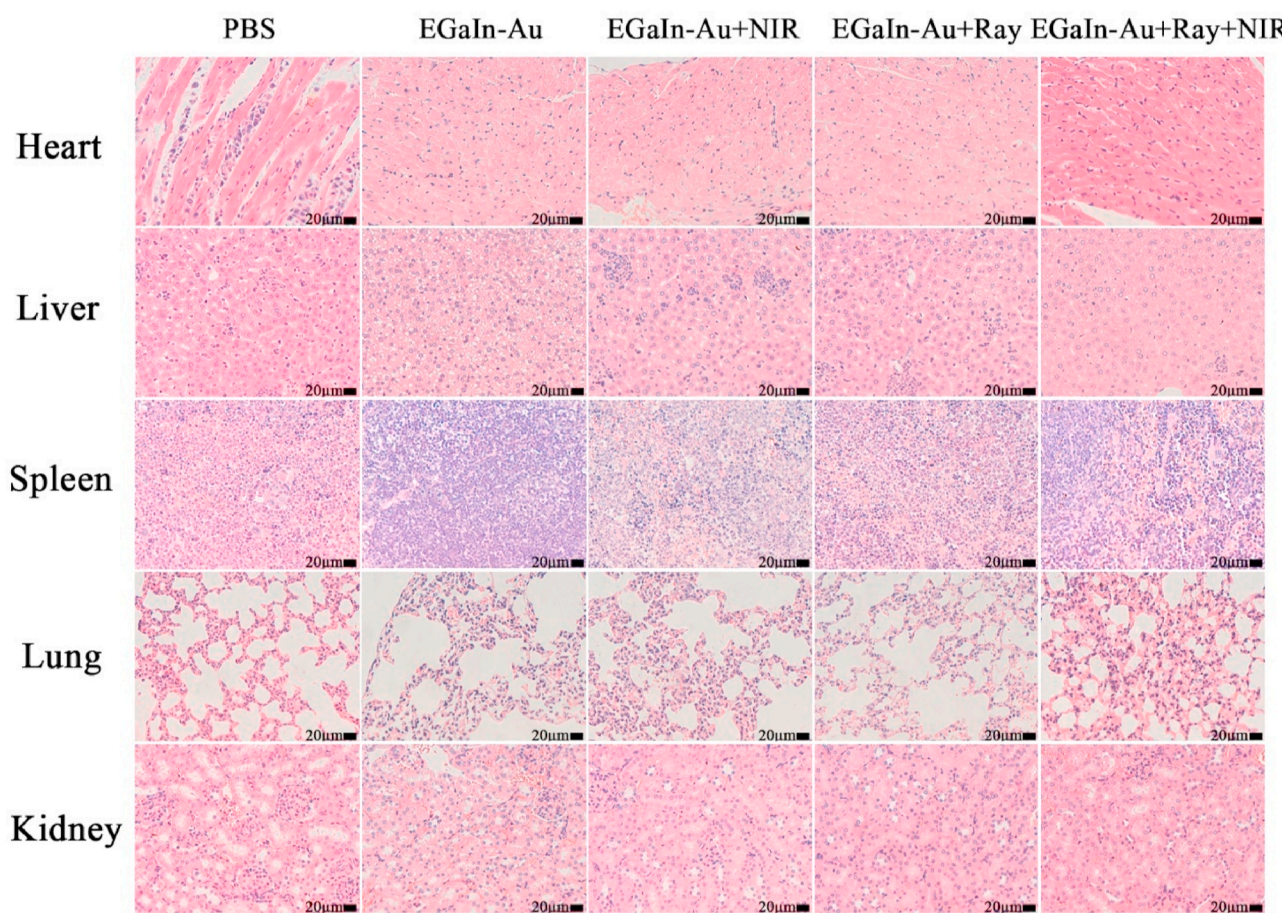 PBS EGaIn-Au EGaIn-Au+NIR EGaIn-Au+Ray EGaIn-Au+Ray+NIR
Heart 20μm 20μm 20μm 20μm 20μm
Liver 20μm 20μm 20μm 20μm 20μm
Spleen 20μm 20μm 20μm 20μm 20μm
Lung 20μm 20μm 20μm 20μm 20μm
Kidney 20μm 20μm 20μm 20μm 20μm